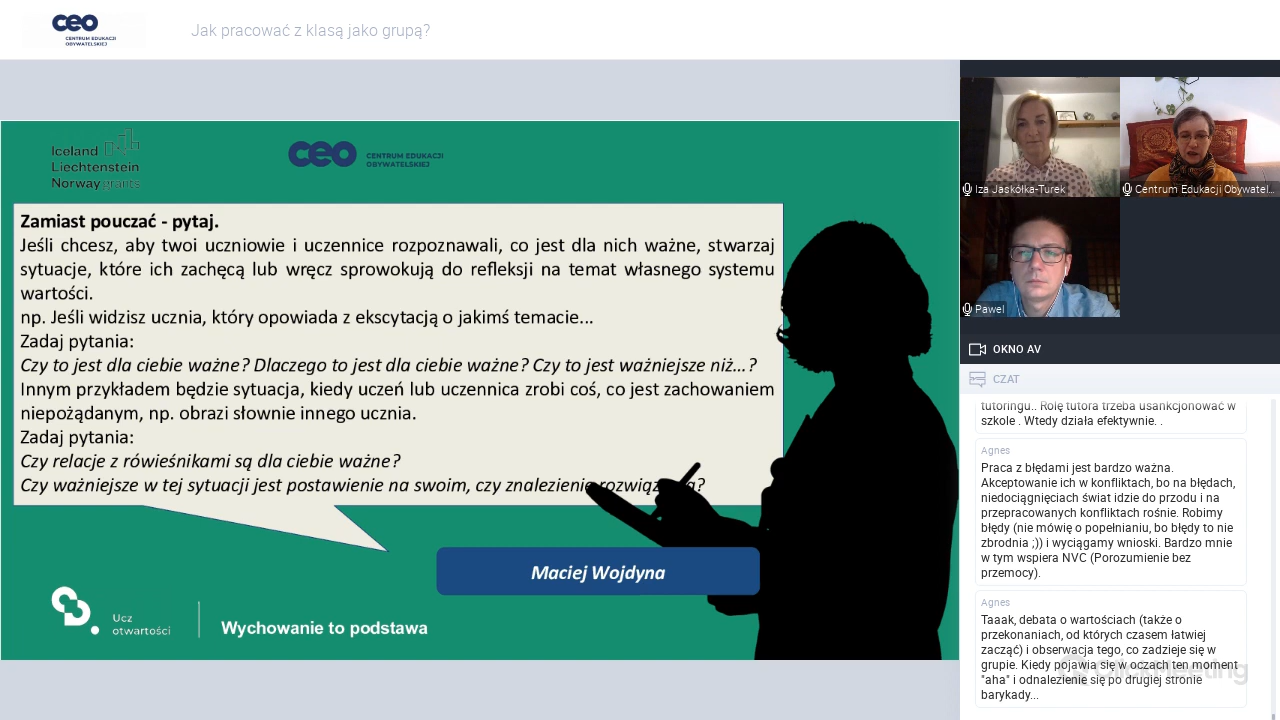 ceo
CENTRUM EDUKACJI
OBYWATELSKIEJ
Jak pracować z klasą jako grupą?
Iceland
Liechtenstein
Norway grants
ceo
CENTRUM EDUKACJI
OBYWATELSKIEJ
Zamiast pouczać - pytaj.
Jeśli chcesz, aby twoi uczniowie i uczennice rozpoznawali, co jest dla nich ważne, stwarzaj
sytuacje, które ich zachęcą lub wręcz sprowokują do refleksji na temat własnego systemu
wartości.
np. Jeśli widzisz ucznia, który opowiada z ekscytacją o jakimś temacie...
Zadaj pytania:
Czy to jest dla ciebie ważne? Dlaczego to jest dla ciebie ważne? Czy to jest ważniejsze niż...?
Innym przykładem będzie sytuacja, kiedy uczeń lub uczennica zrobi coś, co jest zachowaniem
niepożądanym, np. obrazi słownie innego ucznia.
Zadaj pytania:
Czy relacje z rówieśnikami są dla ciebie ważne?
Czy ważniejsze w tej sytuacji jest postawienie na swoim, czy znalezienie
Maciej Wojdyna
Ucz
otwartości
Wychowanie to podstawa
Iza Jaskółka-Turek
Centrum Edukacji Obywatel...
Pawel
OKNO AV
CZAT
tutoringu.. Rolę tutora trzeba usankcjonować w
szkole . Wtedy działa efektywnie. .
Agnes
Praca z błędami jest bardzo ważna.
Akceptowanie ich w konfliktach, bo na błędach,
niedociągnięciach świat idzie do przodu i na
przepracowanych konfliktach rośnie. Robimy
błędy (nie mówię o popełnianiu, bo błędy to nie
zbrodnia ;)) i wyciągamy wnioski. Bardzo mnie
w tym wspiera NVC (Porozumienie bez
przemocy).
Agnes
Taaak, debata o wartościach (także o
przekonaniach, od których czasem łatwiej
zacząć) i obserwacja tego, co zadzieje się w
grupie. Kiedy pojawia się w oczach ten moment
"aha" i odnalezienie się po drugiej stronie
barykady...
ClickMeeting